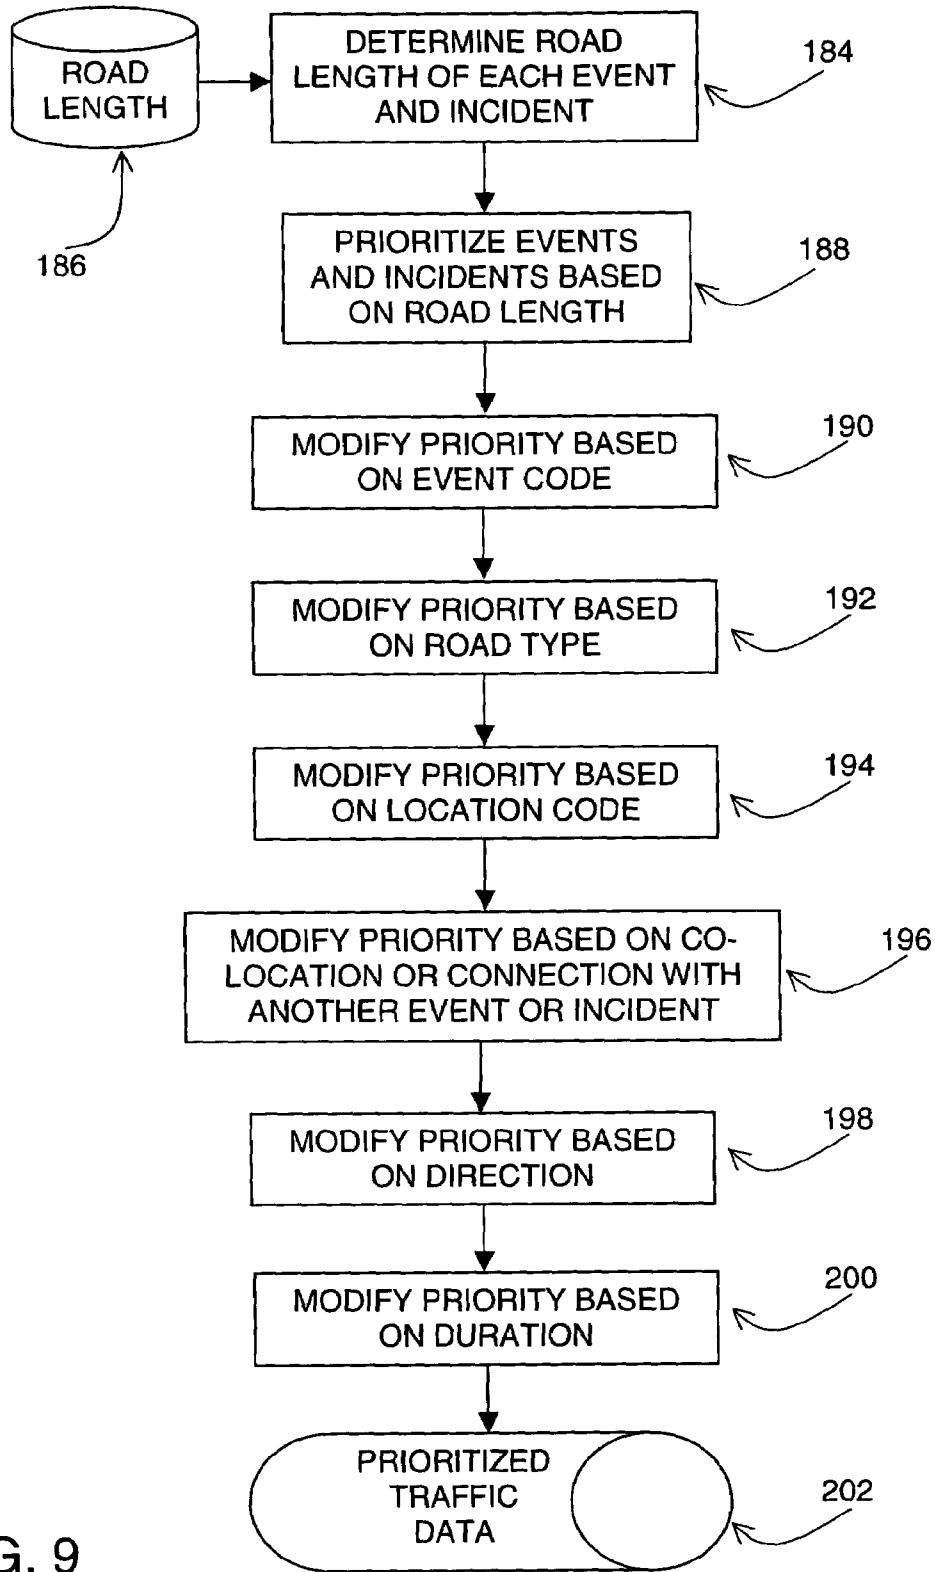 ROAD
LENGTH
186
DETERMINE ROAD
LENGTH OF EACH EVENT
AND INCIDENT
184
PRIORITIZE EVENTS
AND INCIDENTS BASED
ON ROAD LENGTH
188
MODIFY PRIORITY BASED
ON EVENT CODE
190
MODIFY PRIORITY BASED
ON ROAD TYPE
192
MODIFY PRIORITY BASED
ON LOCATION CODE
194
MODIFY PRIORITY BASED ON CO-
LOCATION OR CONNECTION WITH
ANOTHER EVENT OR INCIDENT
196
MODIFY PRIORITY BASED
ON DIRECTION
198
MODIFY PRIORITY BASED
ON DURATION
200
PRIORITIZED
TRAFFIC
DATA
202
G. 9